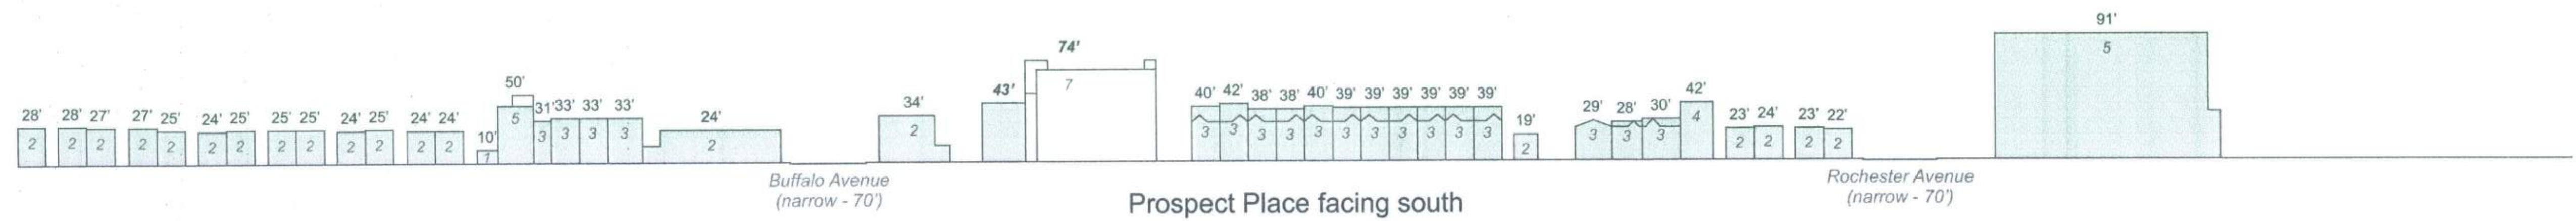 91'
5
74'
7
50'
5
43'
40' 42' 38' 38' 40' 39' 39' 39' 39' 39'
3 3 3 3 3 3 3 3 3 3 3
42'
4
28' 28' 27' 27' 25' 24' 25' 25' 25' 24' 25' 24' 24'
2 2 2 2 2 2 2 2 2 2 2 2 2
10'
1
31' 33' 33' 33'
3 3 3 3
24'
2
34'
2
19'
2
29' 28' 30'
3 3 3
23' 24' 23' 22'
2 2 2 2
Buffalo Avenue
(narrow - 70')
Prospect Place facing south
Rochester Avenue
(narrow - 70')